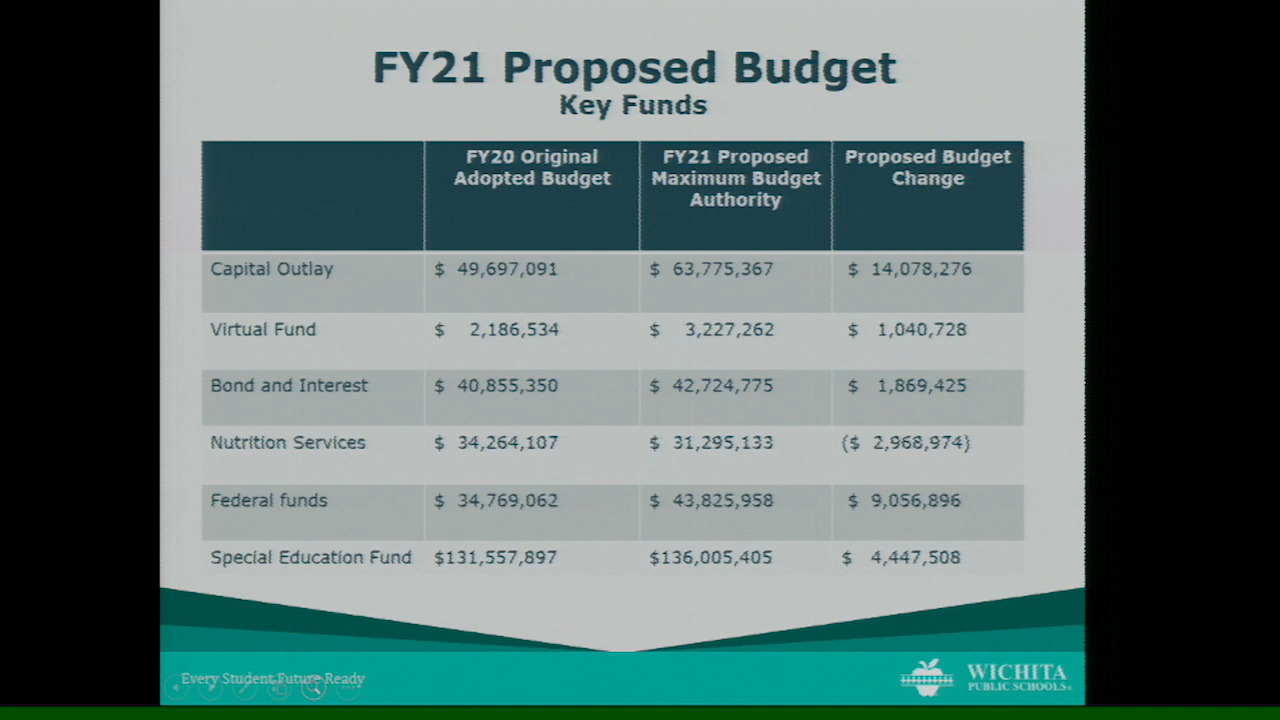 FY21 Proposed Budget
Key Funds
FY20 Original Adopted Budget
FY21 Proposed Maximum Budget Authority
Proposed Budget Change
Capital Outlay $ 49,697,091 $ 63,775,367 $ 14,078,276
Virtual Fund $ 2,186,534 $ 3,227,262 $ 1,040,728
Bond and Interest $ 40,855,350 $ 42,724,775 $ 1,869,425
Nutrition Services $ 34,264,107 $ 31,295,133 ($ 2,968,974)
Federal funds $ 34,769,062 $ 43,825,958 $ 9,056,896
Special Education Fund $131,557,897 $136,005,405 $ 4,447,508
Every Student Future Ready
WICHITA
PUBLIC SCHOOLS